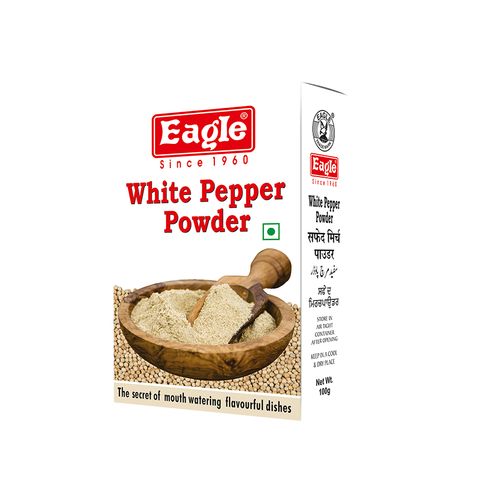 Eagle
®
Since 1960
White Pepper
Powder
The secret of mouth watering flavourful dishes
EAGLE
Eagle
®
Since 1960
White Pepper
Powder
सफेद मिर्च
पाउडर
STORE IN
AIR TIGHT
CONTAINER
AFTER OPENING
KEEP IN A COOL
& DRY PLACE
Net Wt.
100g